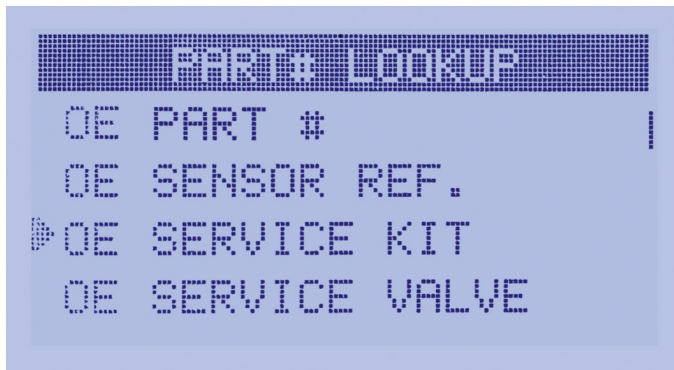 PART# LOOKUP
OE PART #
OE SENSOR REF.
OE SERVICE KIT
OE SERVICE VALVE